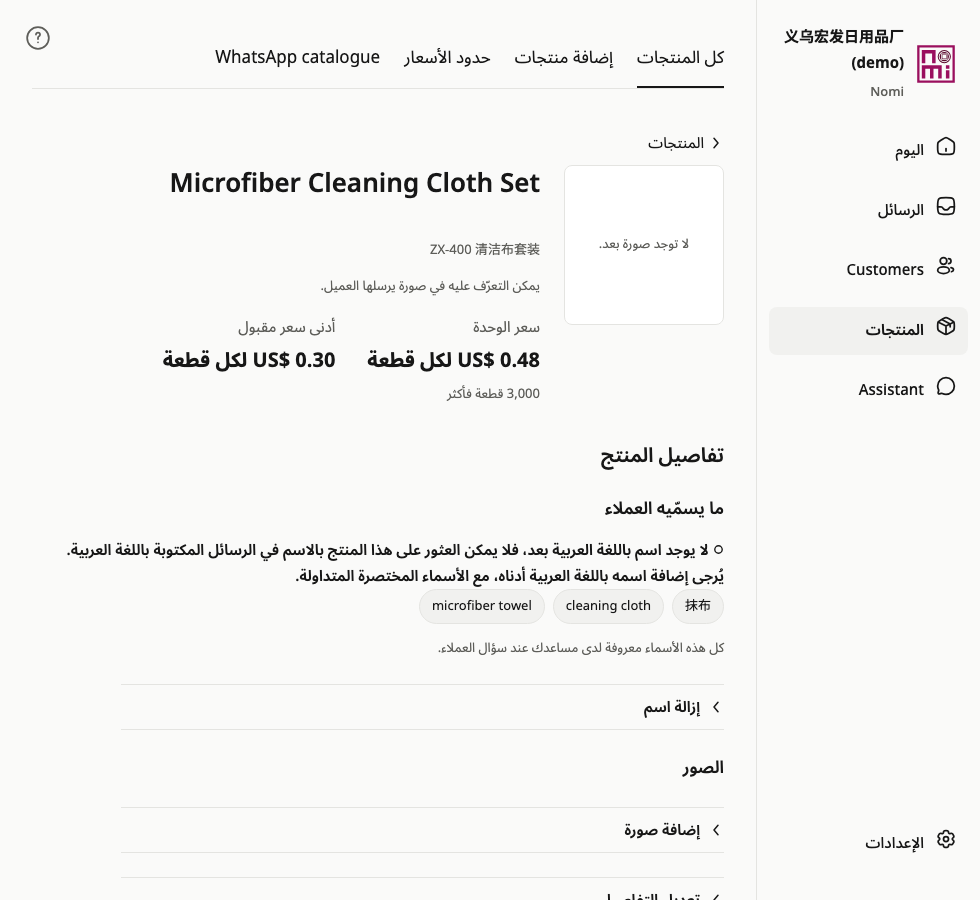 义乌宏发日用品厂
(demo)
Nomi
اليوم
الرسائل
Customers
المنتجات
Assistant
الإعدادات
كل المنتجات
إضافة منتجات
حدود الأسعار
WhatsApp catalogue
?
المنتجات
لا توجد صورة بعد.
Microfiber Cleaning Cloth Set
ZX-400 清洁布套装
يمكن التعرّف عليه في صورة يرسلها العميل.
سعر الوحدة
US$ 0.48 لكل قطعة
3,000 قطعة فأكثر
أدنى سعر مقبول
US$ 0.30 لكل قطعة
تفاصيل المنتج
ما يسمّيه العملاء
لا يوجد اسم باللغة العربية بعد، فلا يمكن العثور على هذا المنتج بالاسم في الرسائل المكتوبة باللغة العربية.
يُرجى إضافة اسمه باللغة العربية أدناه، مع الأسماء المختصرة المتداولة.
抹布
cleaning cloth
microfiber towel
كل هذه الأسماء معروفة لدى مساعدك عند سؤال العملاء.
إزالة اسم
الصور
إضافة صورة
تعديل التفاصيل